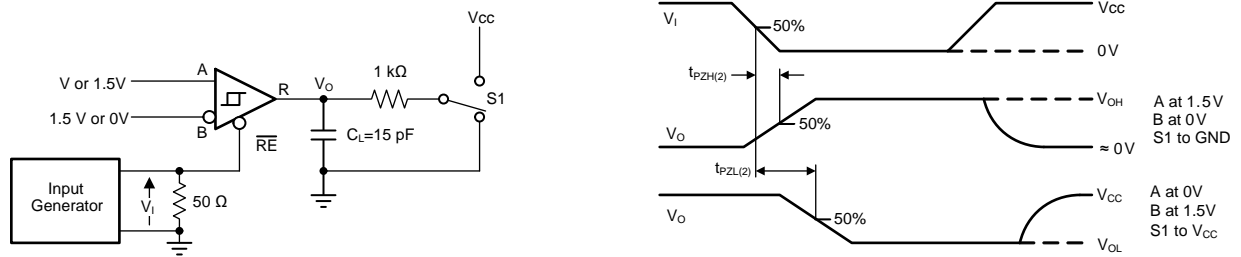 Vcc
A
V or 1.5V
R
VO
1 kΩ
S1
1.5 V or 0V
B
RE
CL=15 pF
Input
Generator
VI
50 Ω
VI
50%
Vcc
0V
tPZH(2)
VO
50%
VOH
≈ 0V
A at 1.5V
B at 0V
S1 to GND
tPZL(2)
VO
50%
VCC
VOL
A at 0V
B at 1.5V
S1 to VCC